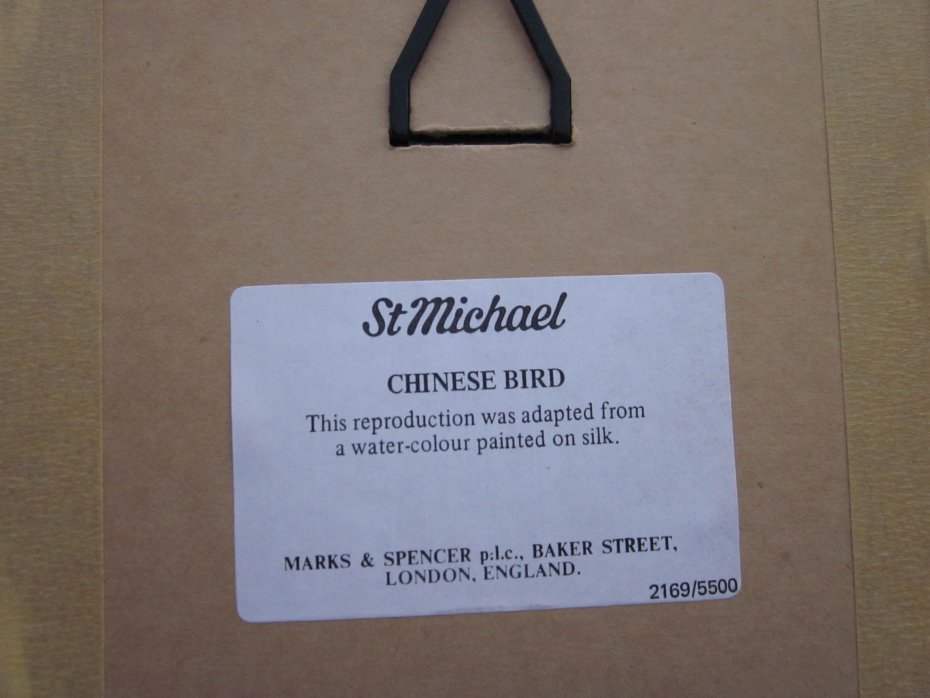 St Michael
CHINESE BIRD
This reproduction was adapted from
a water-colour painted on silk.
MARKS & SPENCER p.l.c., BAKER STREET,
LONDON, ENGLAND.
2169/5500